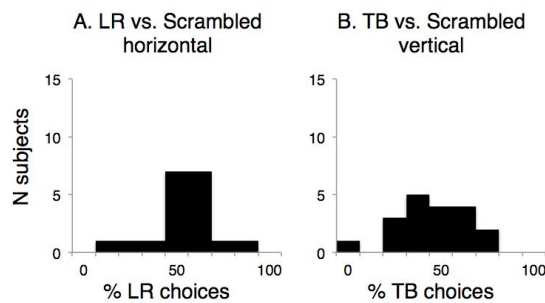 A. LR vs. Scrambled
horizontal
B. TB vs. Scrambled
vertical
N subjects
15
10
5
0
15
10
5
0
0 50 100
0 50 100
% LR choices
% TB choices